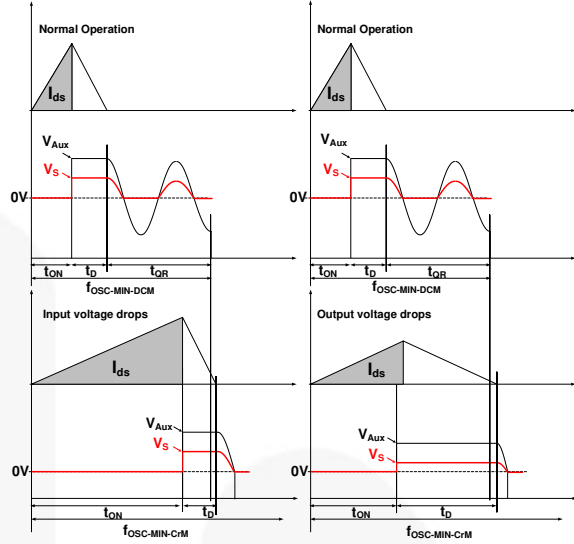 Normal Operation
Ids
VAux
VS
0V
tON tD tQR
fOSC-MIN-DCM
Normal Operation
Ids
VAux
VS
0V
tON tD tQR
fOSC-MIN-DCM
Input voltage drops
Ids
VAux
VS
0V
tON tD
fOSC-MIN-CrM
Output voltage drops
Ids
VAux
VS
0V
tON tD
fOSC-MIN-CrM